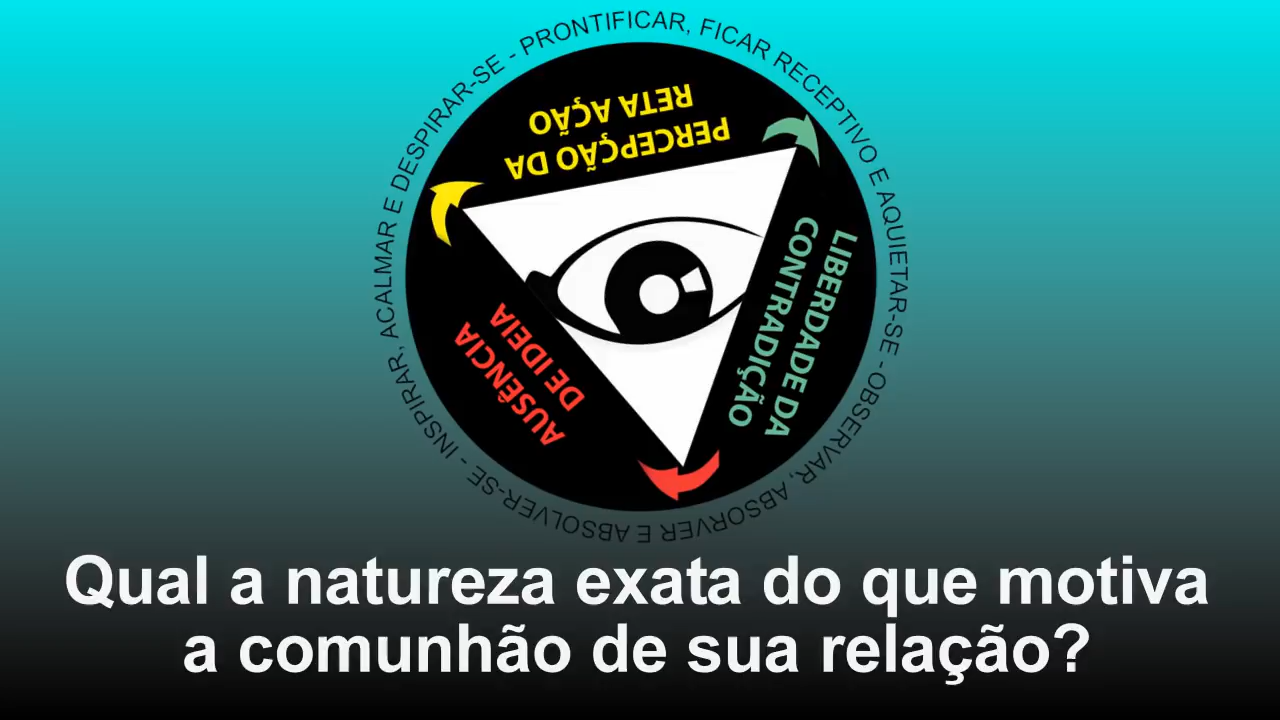 PRONTIFICAR, FICAR RECEPTIVO E AQUIETAR-SE - OBSERVAR, ABSORVER E ABSOLVER-SE - INSPIRAR, ACALMAR E DESPIRAR-SE -
PERCEPÇÃO DA
RETA AÇÃO
LIBERDADE DA
CONTRADIÇÃO
AUSÊNCIA
DE IDEIA
Qual a natureza exata do que motiva
a comunhão de sua relação?